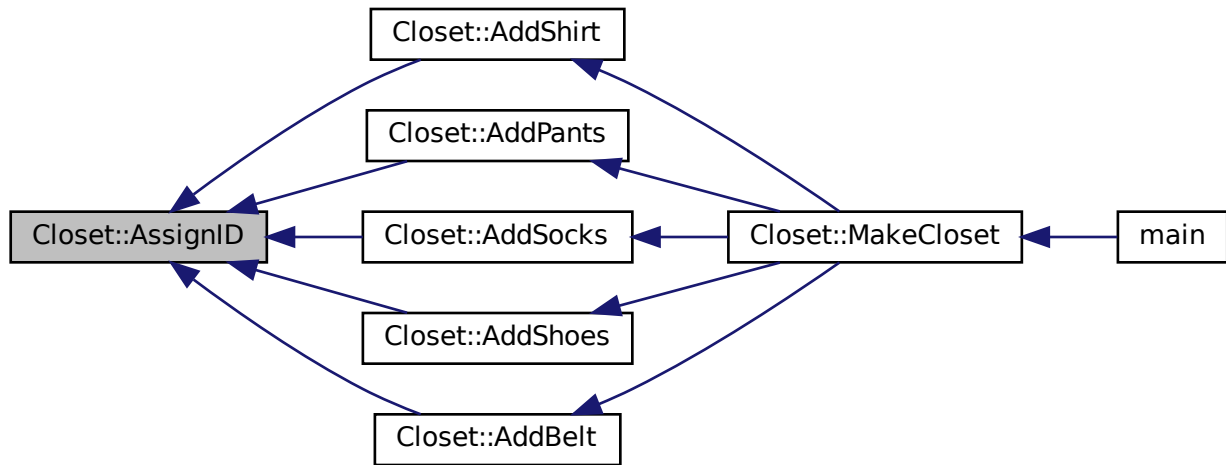 Closet::AddShirt
Closet::AddPants
Closet::AssignID
Closet::AddSocks
Closet::MakeCloset
main
Closet::AddShoes
Closet::AddBelt